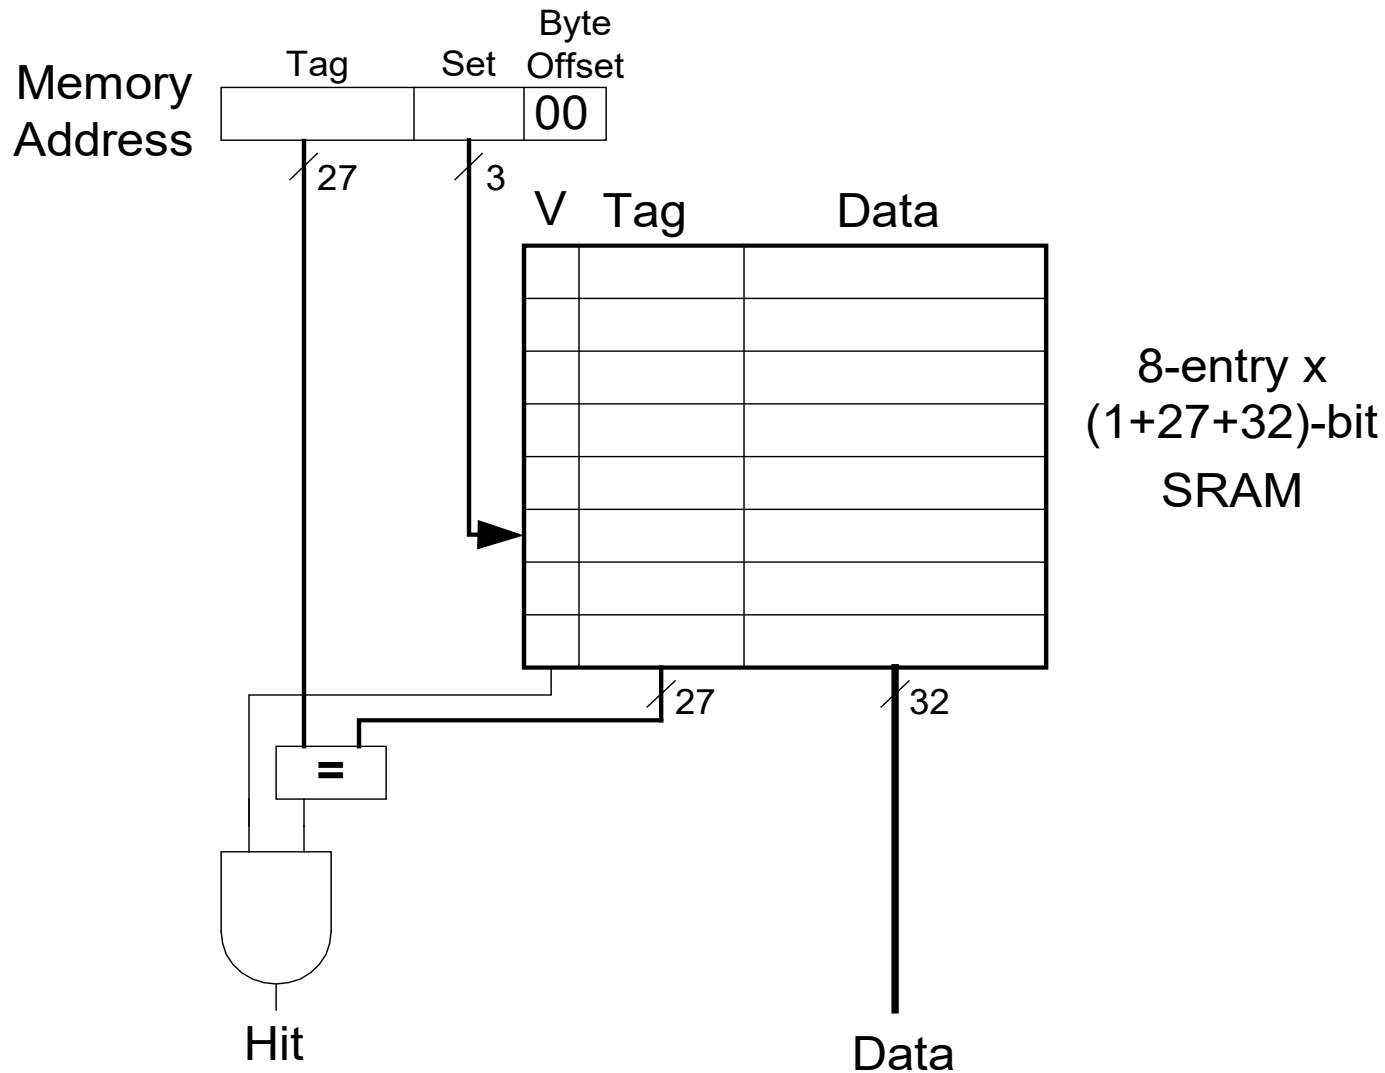 Byte
Tag Set Offset
Memory
Address
00
27
3
V Tag Data
8-entry x
(1+27+32)-bit
SRAM
27
32
=
Hit
Data